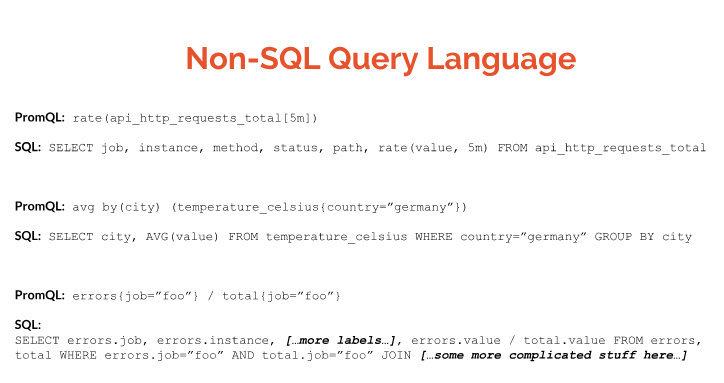 Non-SQL Query Language
PromQL: rate(api_http_requests_total[5m])
SQL: SELECT job, instance, method, status, path, rate(value, 5m) FROM api_http_requests_total
PromQL: avg by(city) (temperature_celsius{country=”germany”})
SQL: SELECT city, AVG(value) FROM temperature_celsius WHERE country=”germany” GROUP BY city
PromQL: errors{job=”foo”} / total{job=”foo”}
SQL:
SELECT errors.job, errors.instance, […more labels…], errors.value / total.value FROM errors,
total WHERE errors.job=”foo” AND total.job=”foo” JOIN […some more complicated stuff here…]